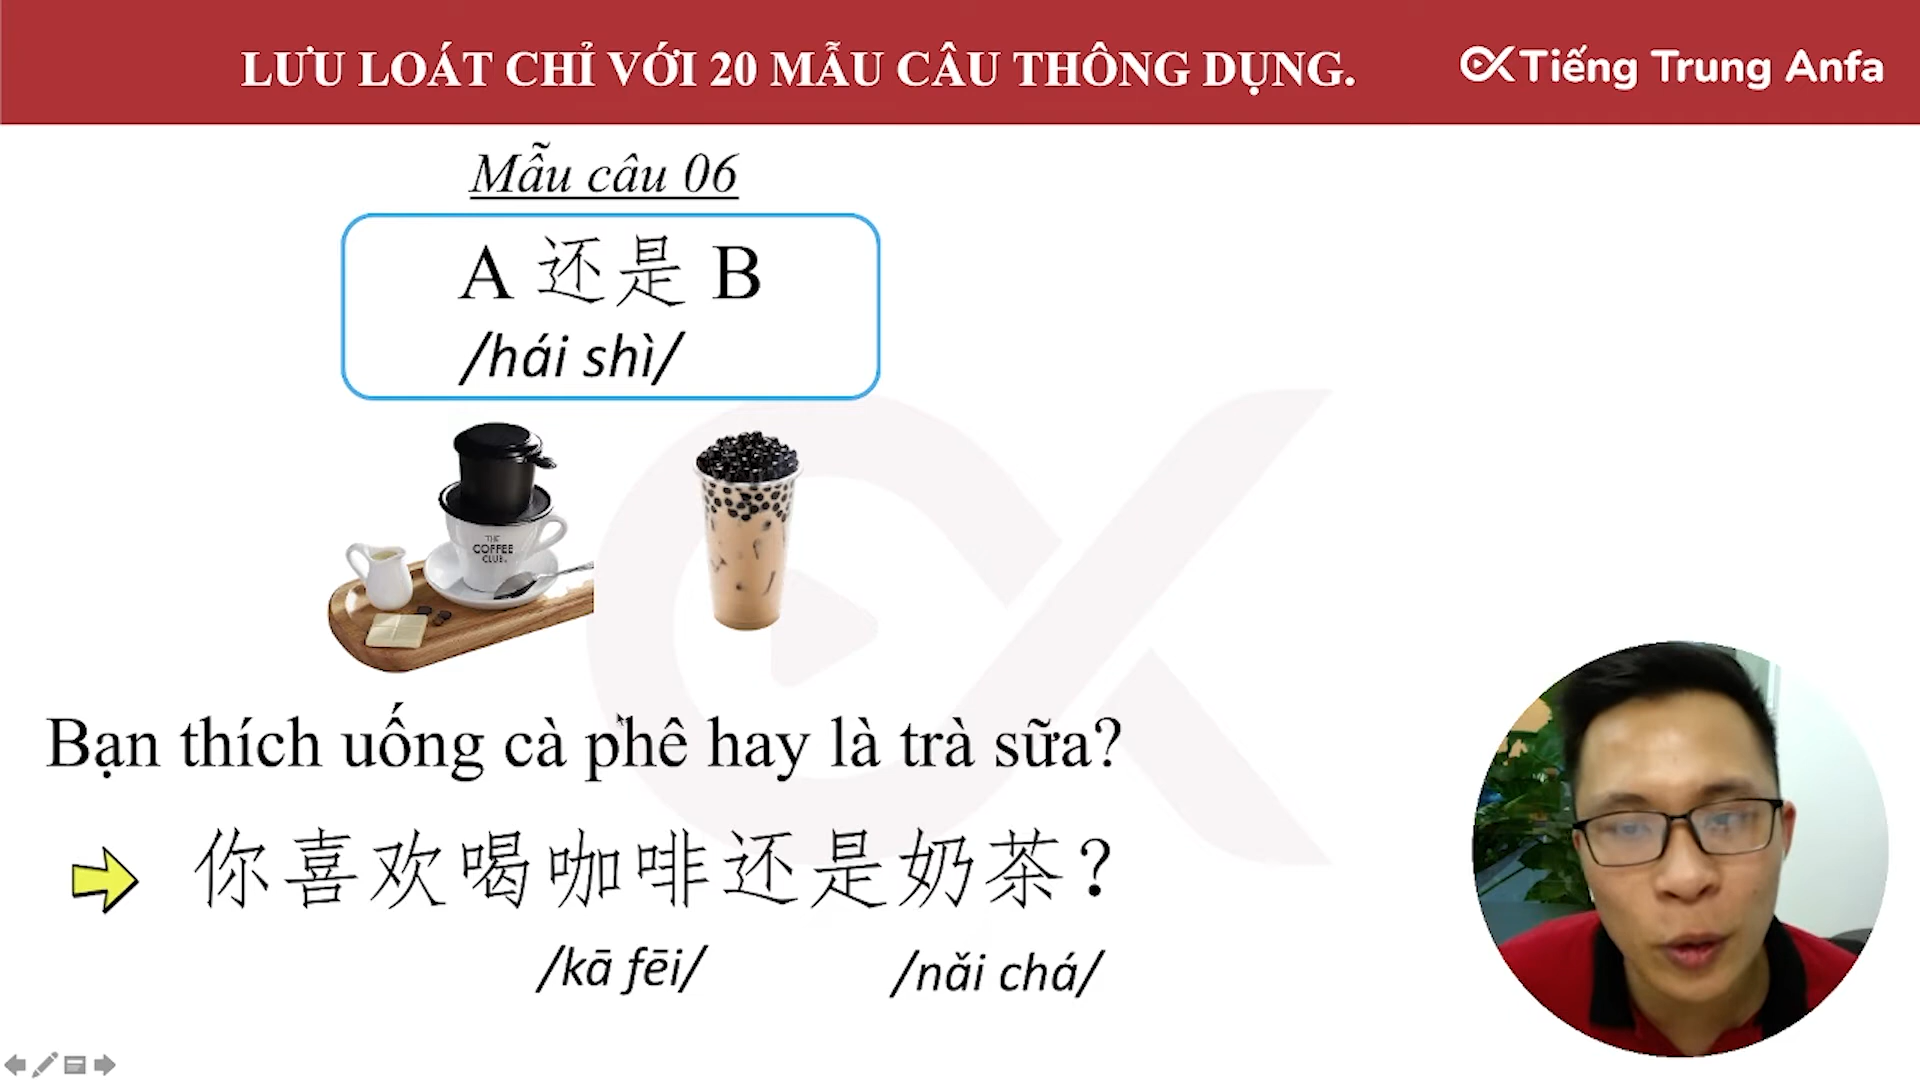 LƯU LOÁT CHỈ VỚI 20 MẪU CÂU THÔNG DỤNG.
Tiếng Trung Anfa
Mẫu câu 06
A 还是 B
/hái shì/
THE
COFFEE
CLUB.
Bạn thích uống cà phê hay là trà sữa?
你喜欢喝咖啡还是奶茶？
/kā fēi/ /nǎi chá/